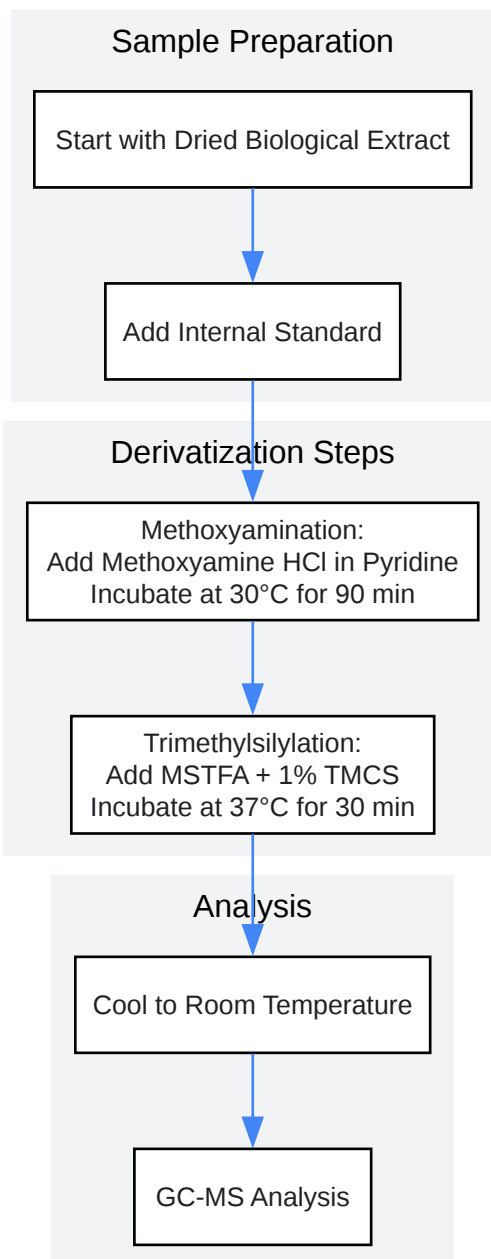 Sample Preparation
Start with Dried Biological Extract
Add Internal Standard
Derivatization Steps
Methoxyamination:
Add Methoxyamine HCl in Pyridine
Incubate at 30°C for 90 min
Trimethylsilylation:
Add MSTFA + 1% TMCS
Incubate at 37°C for 30 min
Analysis
Cool to Room Temperature
GC-MS Analysis